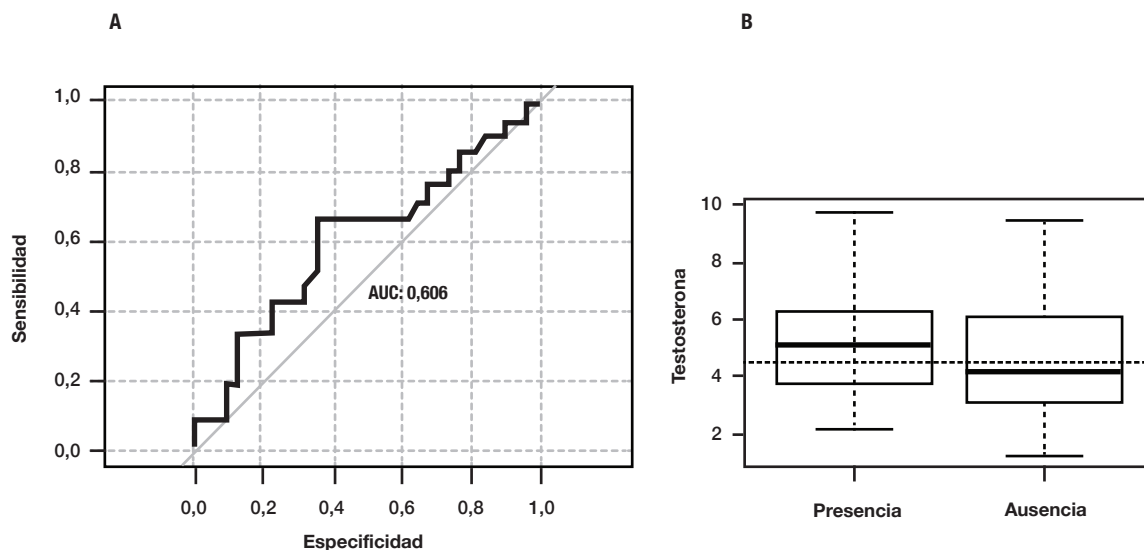 A
1,0
0,8
0,6
0,4
0,2
0,0
Sensibilidad
AUC: 0,606
0,0 0,2 0,4 0,6 0,8 1,0
Especificidad
B
10
8
6
4
2
Testosterona
Presencia Ausencia